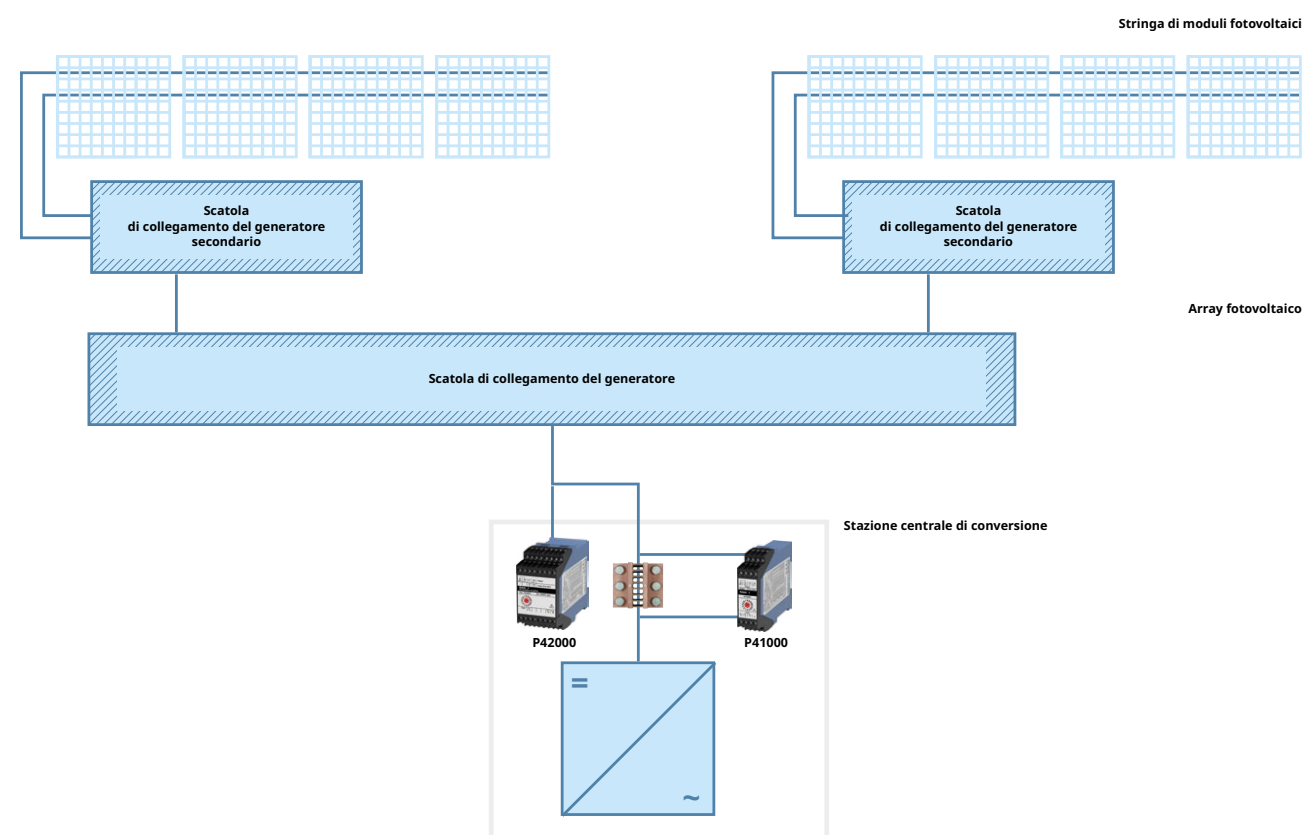 Stringa di moduli fotovoltaici
Scatola
di collegamento del generatore
secondario
Scatola
di collegamento del generatore
secondario
Array fotovoltaico
Scatola di collegamento del generatore
Stazione centrale di conversione
P42000
P41000
=
~